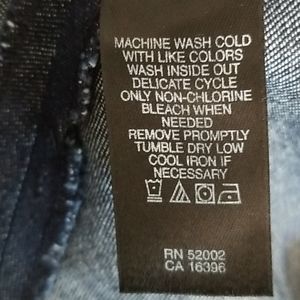 MACHINE WASH COLD
WITH LIKE COLORS
WASH INSIDE OUT
DELICATE CYCLE
ONLY NON-CHLORINE
BLEACH WHEN
NEEDED
REMOVE PROMPTLY
TUMBLE DRY LOW
COOL IRON IF
NECESSARY
RN 52002
CA 16396